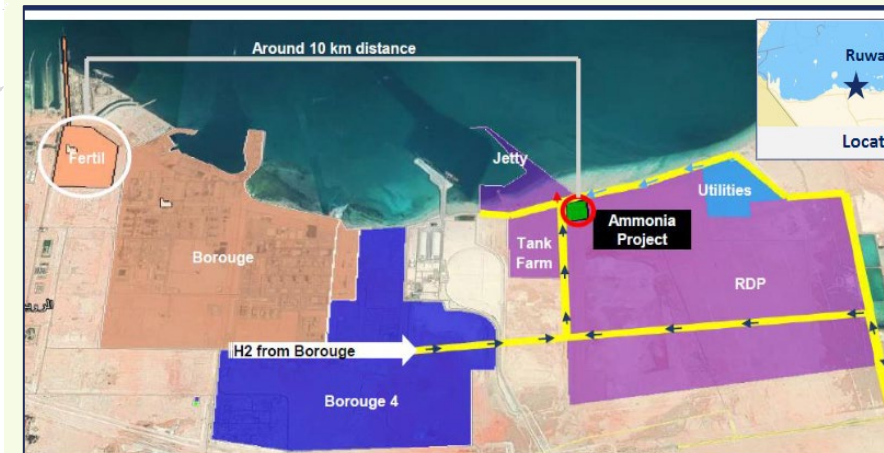 Around 10 km distance
Ruwa
Locat
Fertil
Jetty
Utilities
Ammonia
Project
Tank
Farm
Borouge
RDP
H2 from Borouge
Borouge 4